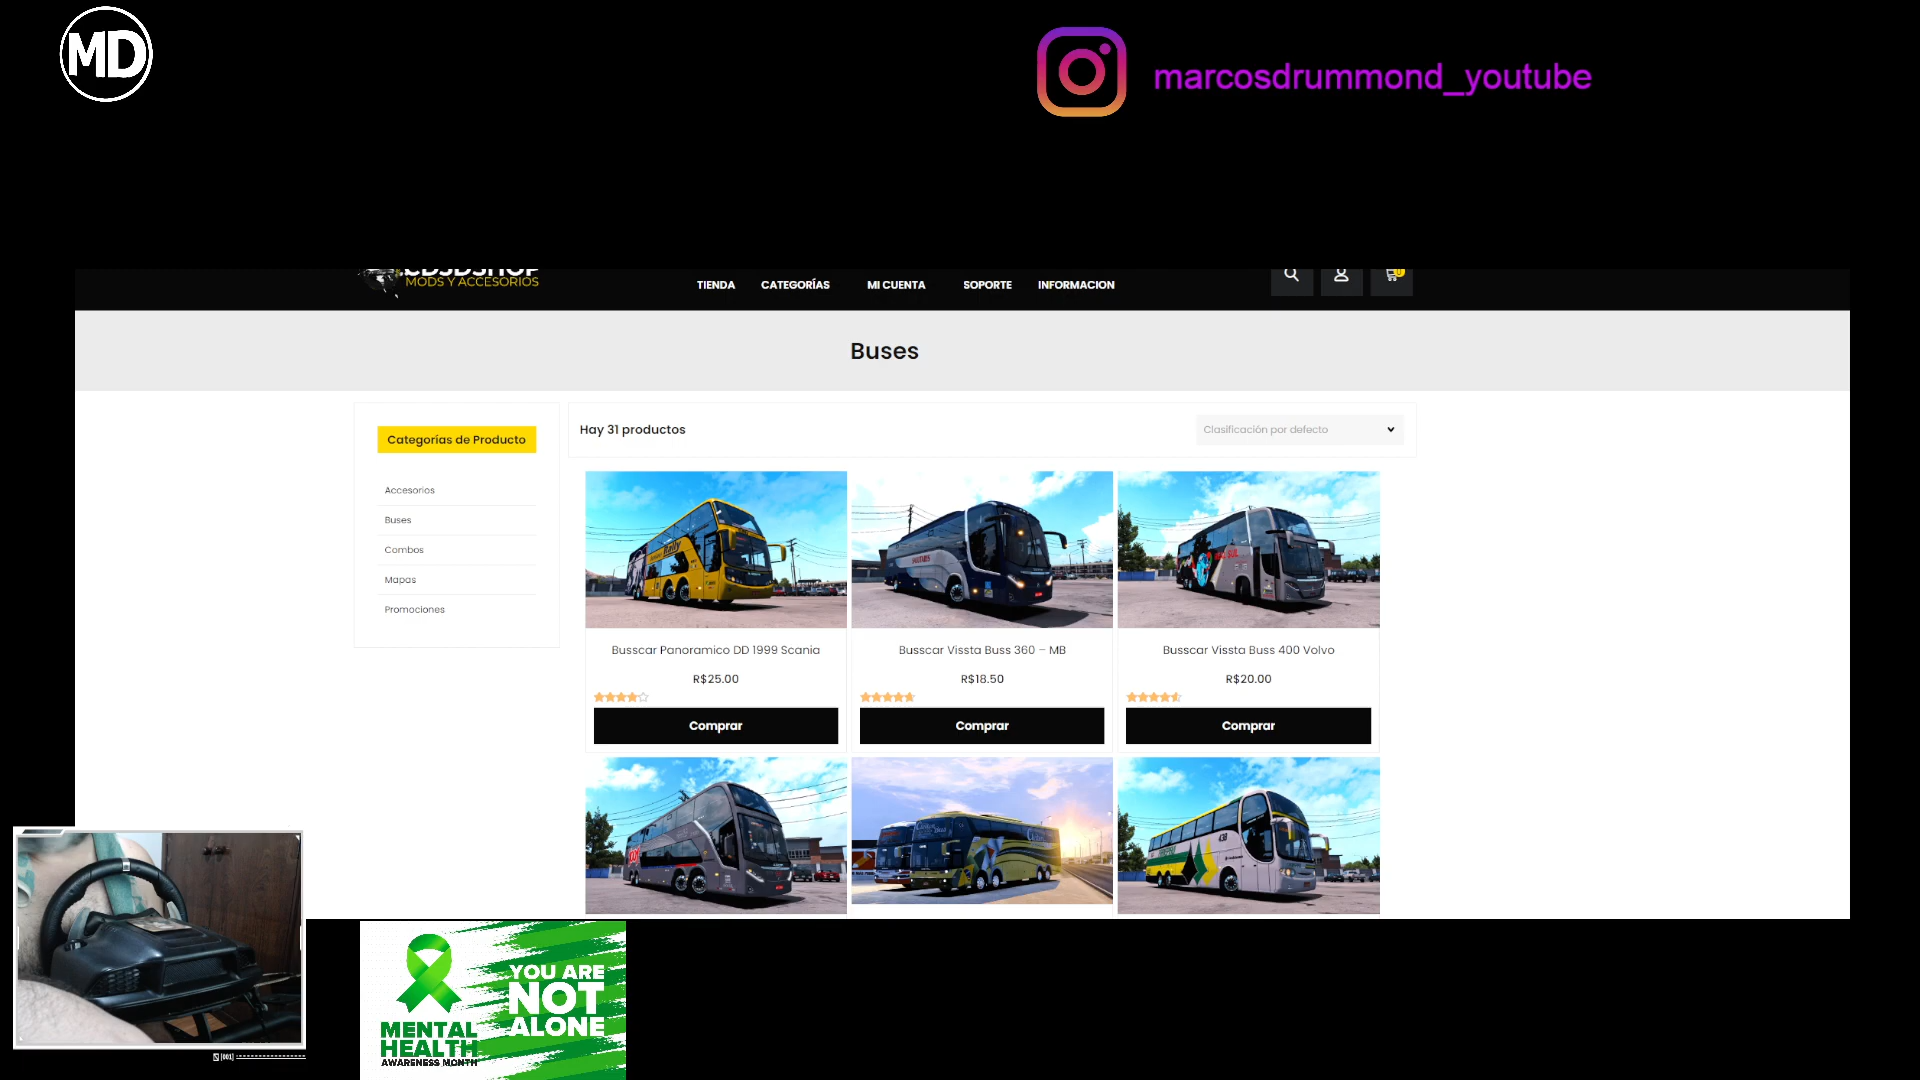 MD
marcosdrummond_youtube
MODS Y ACCESORIOS
TIENDA CATEGORÍAS MI CUENTA SOPORTE INFORMACION
0
Buses
Categorías de Producto
Accesorios
Buses
Combos
Mapas
Promociones
Hay 31 productos
Clasificación por defecto
Busscar Panoramico DD 1999 Scania
R$25.00
Comprar
Busscar Vissta Buss 360 – MB
R$18.50
Comprar
Busscar Vissta Buss 400 Volvo
R$20.00
Comprar
MENTAL
HEALTH
AWARENESS MONTH
YOU ARE
NOT
ALONE
[001]